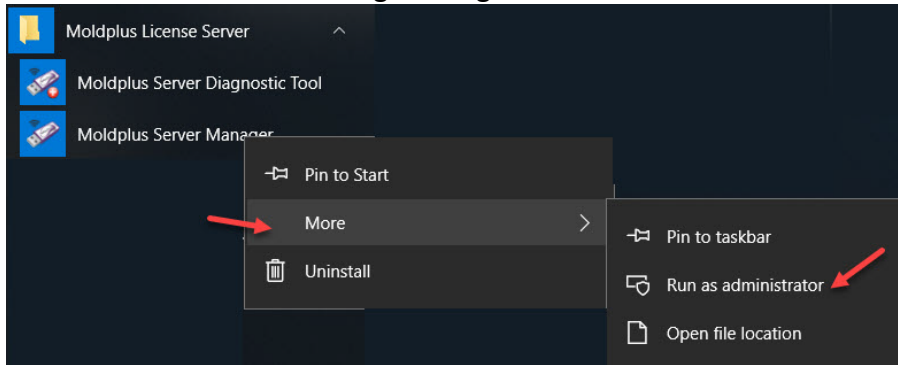 Moldplus License Server
Moldplus Server Diagnostic Tool
Moldplus Server Manager
Pin to Start
More
Uninstall
Pin to taskbar
Run as administrator
Open file location